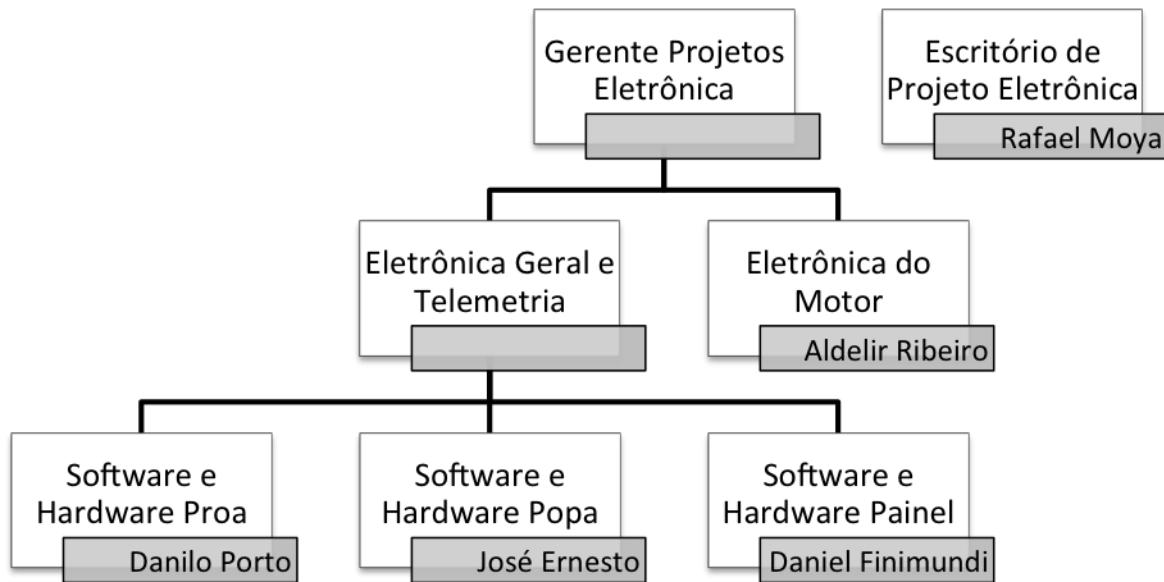 Gerente Projetos
Eletrônica
Escritório de
Projeto Eletrônica
Rafael Moya
Eletrônica Geral e
Telemetria
Eletrônica do
Motor
Aldelir Ribeiro
Software e
Hardware Proa
Danilo Porto
Software e
Hardware Popa
José Ernesto
Software e
Hardware Painel
Daniel Finimundi